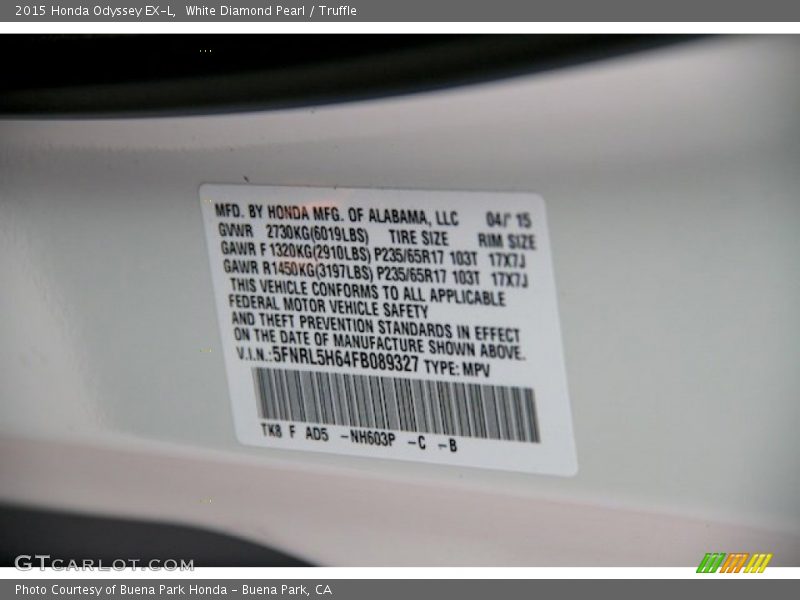 2015 Honda Odyssey EX-L, White Diamond Pearl / Truffle
MFD. BY HONDA MFG. OF ALABAMA, LLC 04/ 15
GVWR 2730KG(6019LBS) TIRE SIZE RIM SIZE
GAWR F 1320KG(2910LBS) P235/65R17 103T 17X7J
GAWR R1450KG(3197LBS) P235/65R17 103T 17X7J
THIS VEHICLE CONFORMS TO ALL APPLICABLE
FEDERAL MOTOR VEHICLE SAFETY
AND THEFT PREVENTION STANDARDS IN EFFECT
ON THE DATE OF MANUFACTURE SHOWN ABOVE.
V.I.N.:5FNRL5H64FB089327 TYPE: MPV
TK8 F AD5 -NH603P -C -B
GTCARLOT.COM
Photo Courtesy of Buena Park Honda - Buena Park, CA